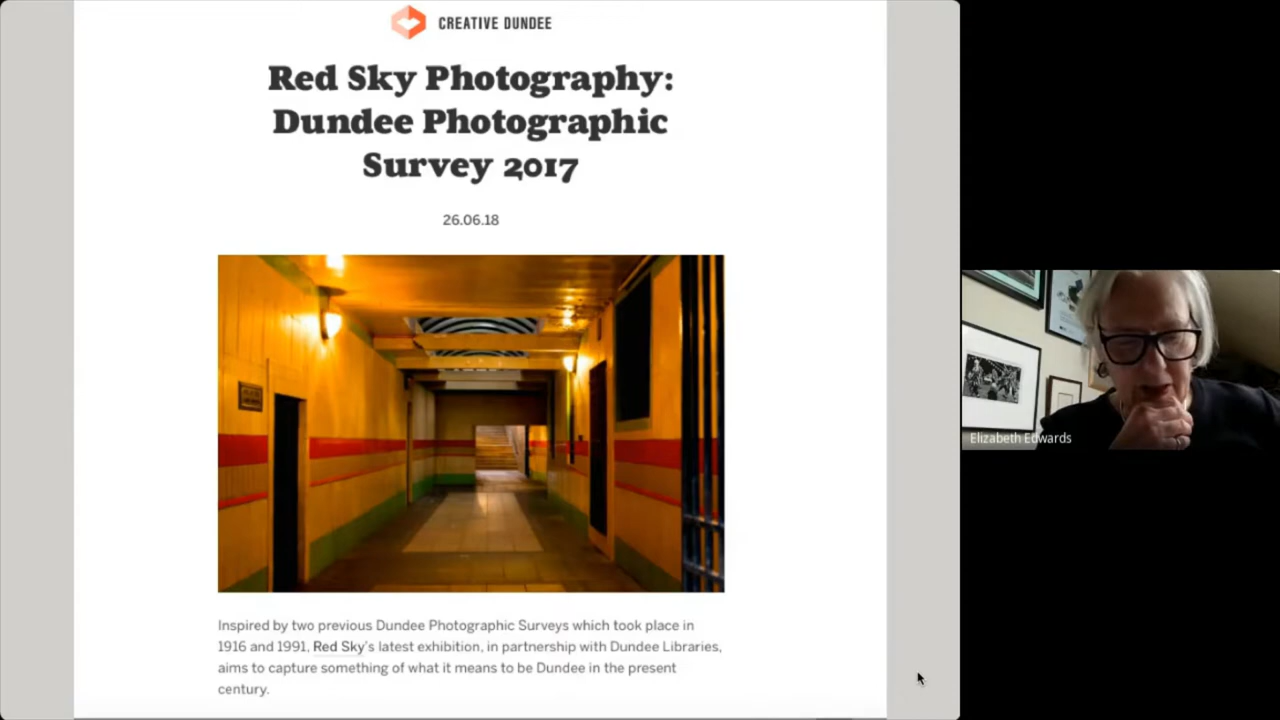 CREATIVE DUNDEE
Red Sky Photography:
Dundee Photographic
Survey 2017
26.06.18
Inspired by two previous Dundee Photographic Surveys which took place in
1916 and 1991, Red Sky's latest exhibition, in partnership with Dundee Libraries,
aims to capture something of what it means to be Dundee in the present
century.
Elizabeth Edwards